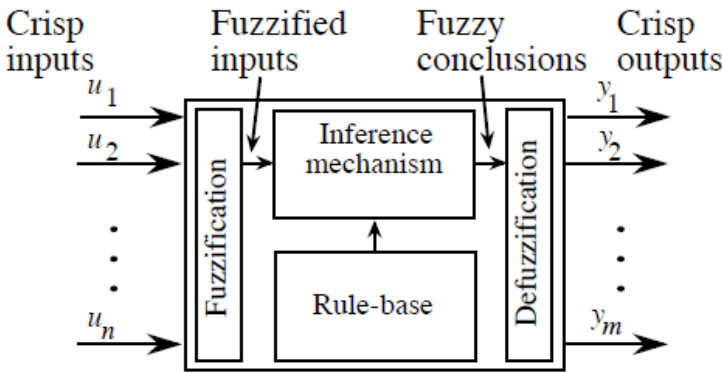 Crisp
inputs
Fuzzified
inputs
Fuzzy
conclusions
Crisp
outputs
u1
u2
un
Fuzzification
Inference
mechanism
Rule-base
Defuzzification
y1
y2
ym